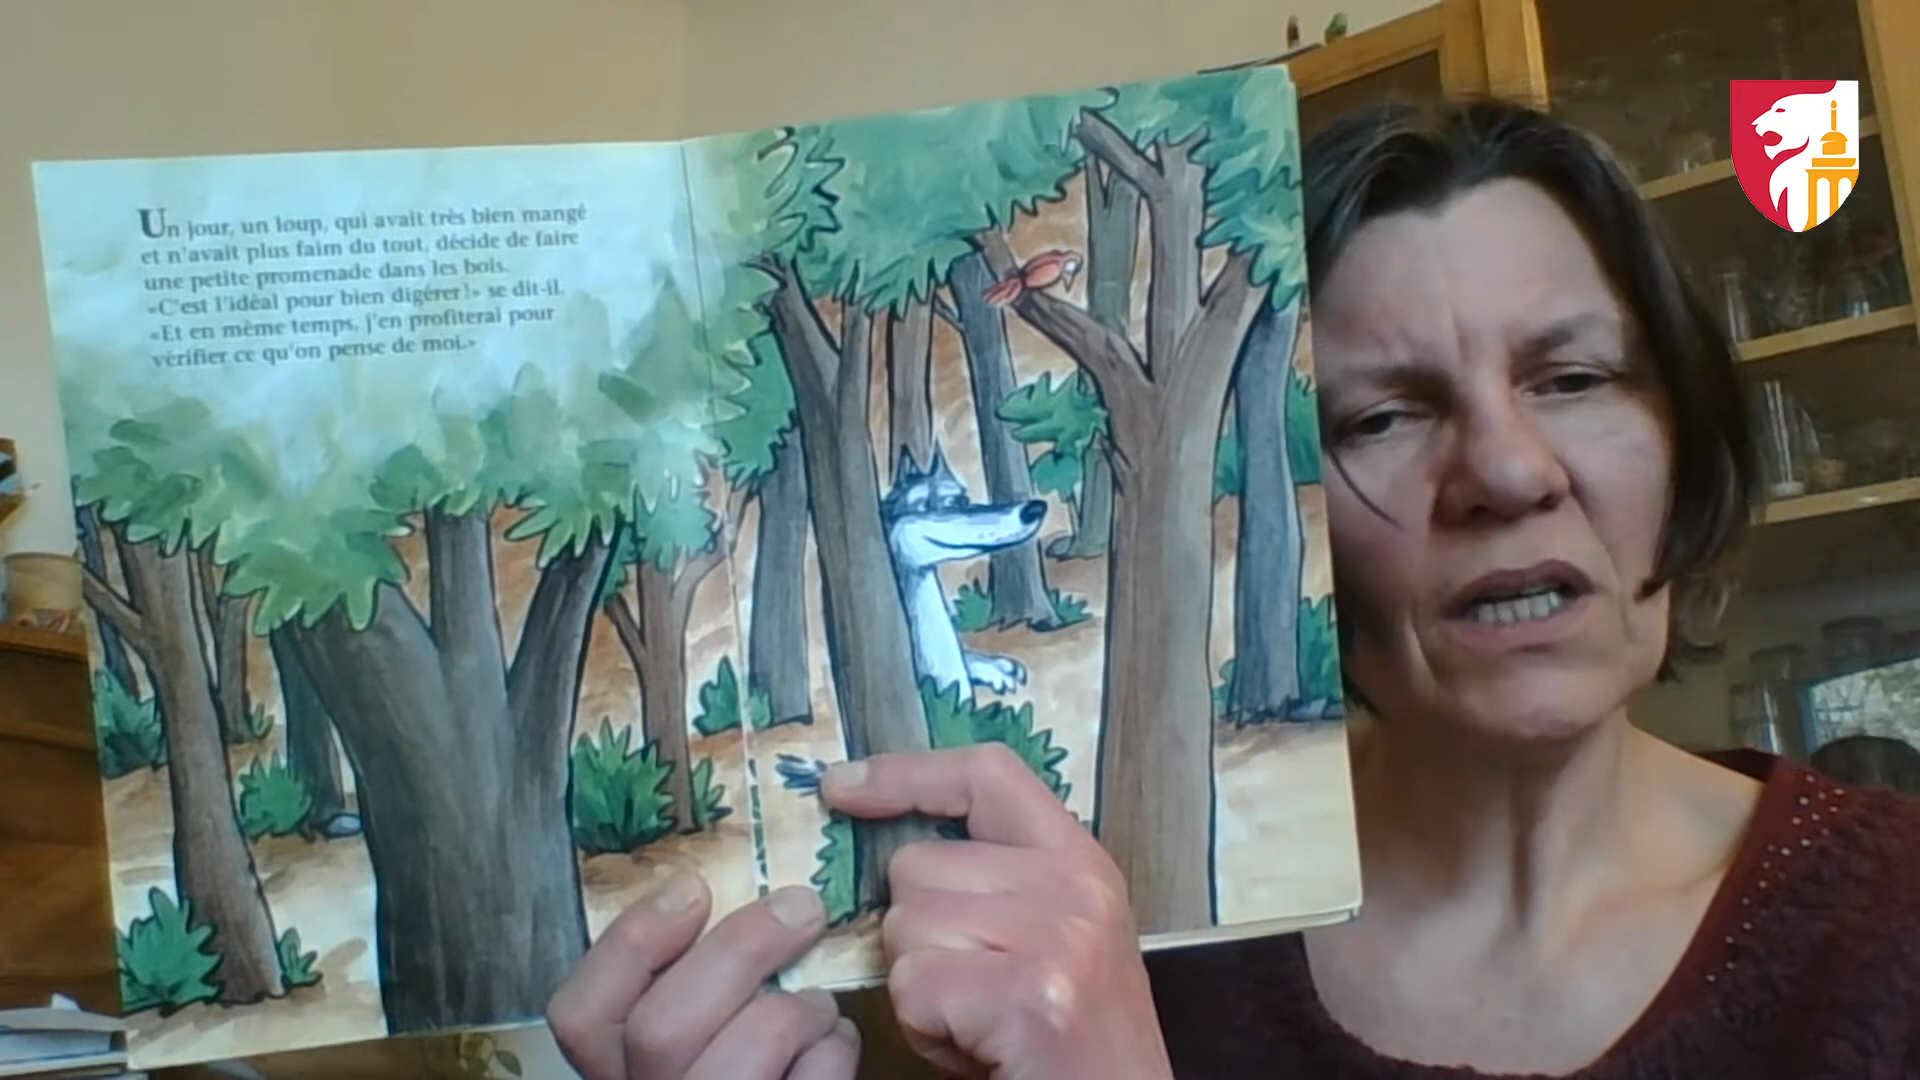 Un jour, un loup, qui avait très bien mangé
et n'avait plus faim du tout, décide de faire
une petite promenade dans les bois.
«C'est l'idéal pour bien digérer!» se dit-il.
«Et en même temps, j'en profiterai pour
vérifier ce qu'on pense de moi.»